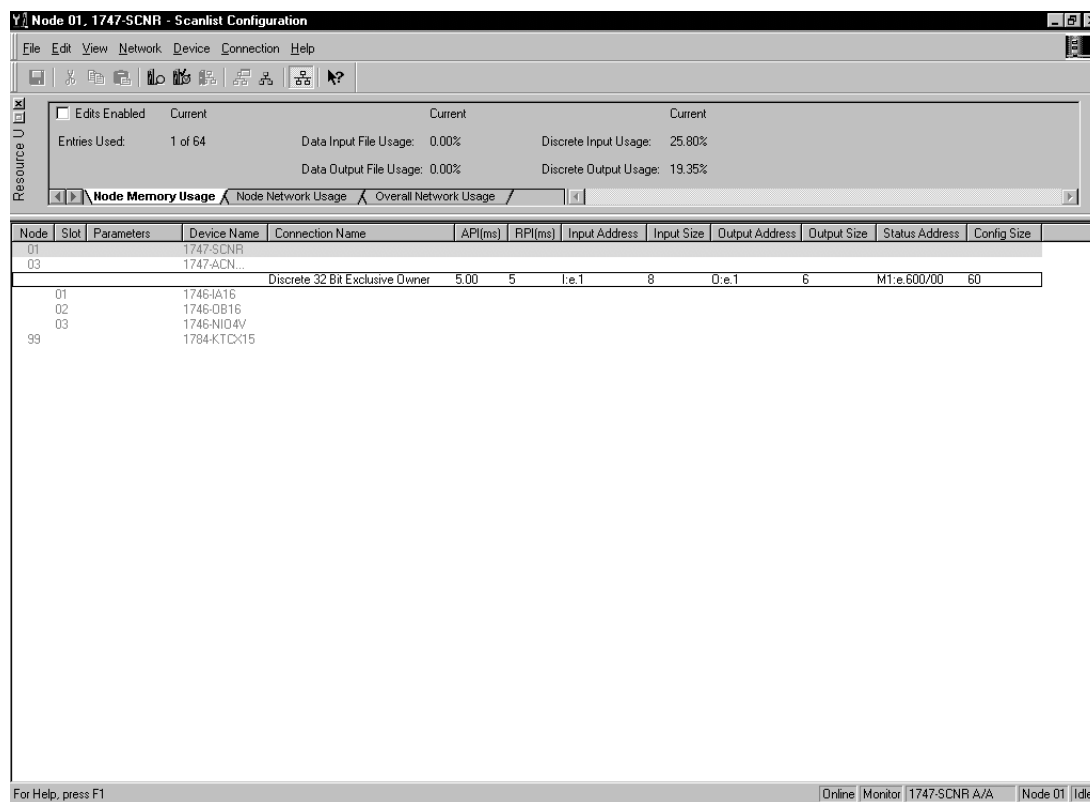 Node 01, 1747-SCNR - Scanlist Configuration
File Edit View Network Device Connection Help
Resource U
Edits Enabled Current Current Current
Entries Used: 1 of 64 Data Input File Usage: 0.00% Discrete Input Usage: 25.80%
Data Output File Usage: 0.00% Discrete Output Usage: 19.35%
Node Memory Usage Node Network Usage Overall Network Usage
Node Slot Parameters Device Name Connection Name API(ms) RPI(ms) Input Address Input Size Output Address Output Size Status Address Config Size
01 1747-SCNR
03 1747-ACN...
Discrete 32 Bit Exclusive Owner 5.00 5 I:e.1 8 O:e.1 6 M1:e.600/00 60
01 1746-IA16
02 1746-OB16
03 1746-NIO4V
99 1784-KTCX15
For Help, press F1 Online Monitor 1747-SCNR A/A Node 01 Idle